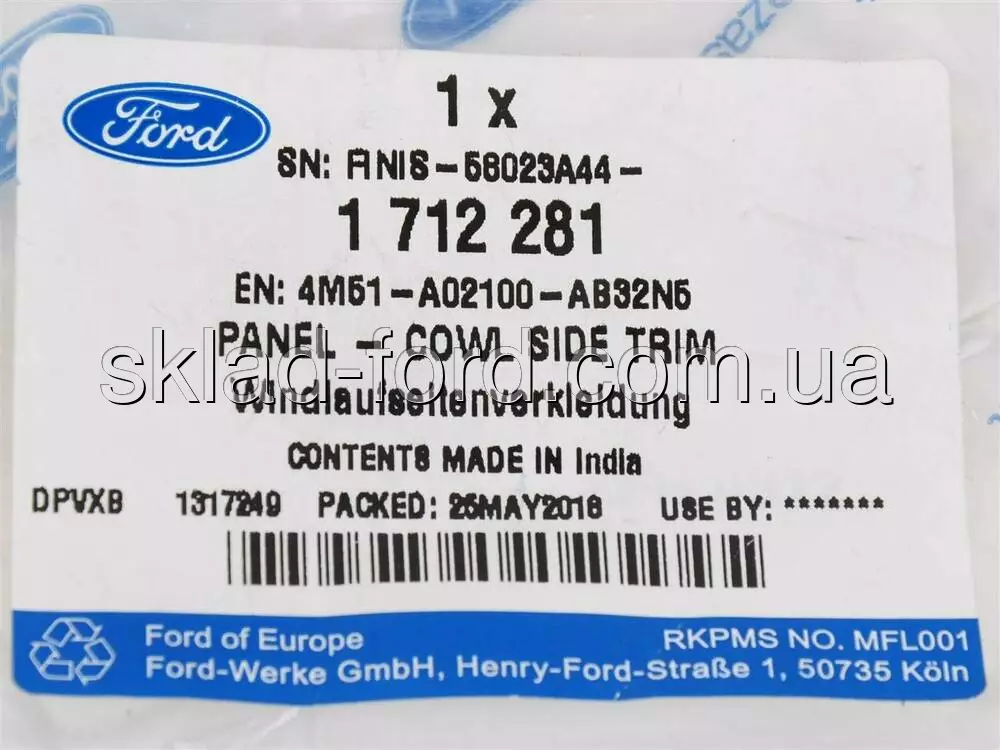 Ford
1 x
SN: FINIS-56023A44-
1 712 281
EN: 4M51-A02100-AB32N5
PANEL - COWL SIDE TRIM
sklad-ford.com.ua
Windlaufseitenverkleidung
CONTENTS MADE IN India
DPVXB 1317249 PACKED: 25MAY2018 USE BY: *******
Ford of Europe RKPMS NO. MFL001
Ford-Werke GmbH, Henry-Ford-Straße 1, 50735 Köln